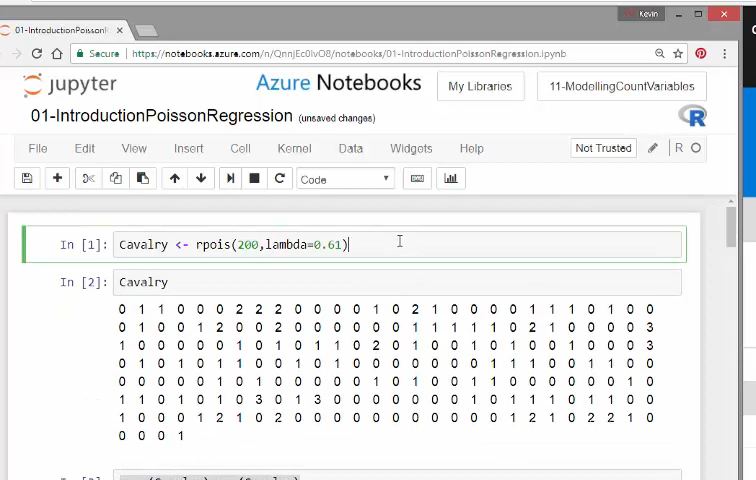 Kevin
01-IntroductionPoissonRegressio
Secure
https://notebooks.azure.com/n/QnnjEc0lvO8/notebooks/01-IntroductionPoissonRegression.ipynb
jupyter
Azure Notebooks
My Libraries
11-ModellingCountVariables
01-IntroductionPoissonRegression (unsaved changes)
File Edit View Insert Cell Kernel Data Widgets Help
Not Trusted
R
Code
In [1]: Cavalry <- rpois(200,lambda=0.61)
In [2]: Cavalry
0 1 1 0 0 0 2 2 2 0 0 0 0 1 0 2 1 0 0 0 0 1 1 1 0 1 0 0
0 1 0 0 1 2 0 0 2 0 0 0 0 0 0 1 1 1 1 1 0 2 1 0 0 0 0 3
1 0 0 0 0 0 1 0 1 0 1 1 0 2 0 1 0 0 0 1 1 0 0 1 0 0 0 3
0 1 0 0 1 1 0 0 1 0 1 0 0 0 0 0 0 0 0 1 1 1 0 0 1 1 0 0
0 0 0 0 0 1 0 1 0 0 0 0 0 1 0 1 0 0 1 1 0 0 0 0 0 0 1 0
0 1 0 0 1 0 1 0 3 0 1 3 0 0 0 0 0 0 0 0 1 0 1 1 0 1 1 0
1 0 0 0 1 2 1 0 2 0 0 0 0 0 0 0 0 0 0 0 1 2 1 0 2 2 1 0
0 0 0 1